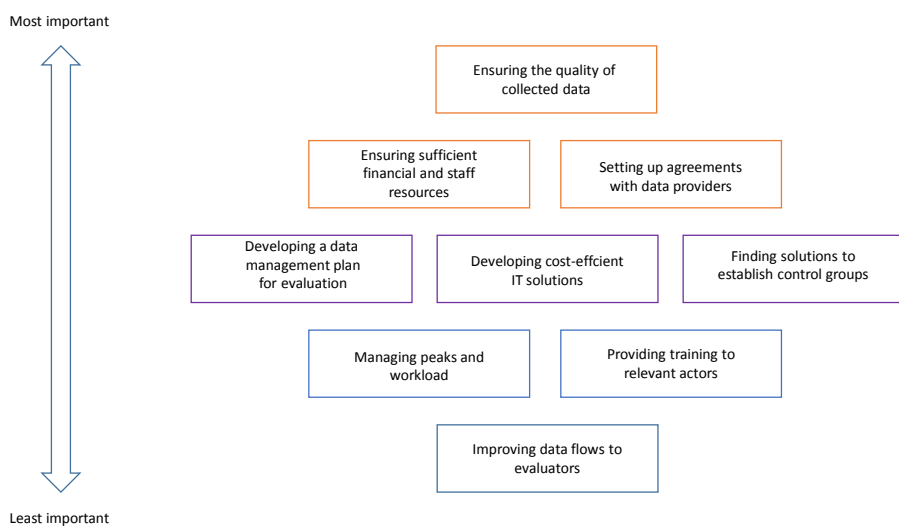 Most important
Ensuring the quality of
collected data
Ensuring sufficient
financial and staff
resources
Setting up agreements
with data providers
Developing a data
management plan
for evaluation
Developing cost-effcient
IT solutions
Finding solutions to
establish control groups
Managing peaks and
workload
Providing training to
relevant actors
Improving data flows to
evaluators
Least important